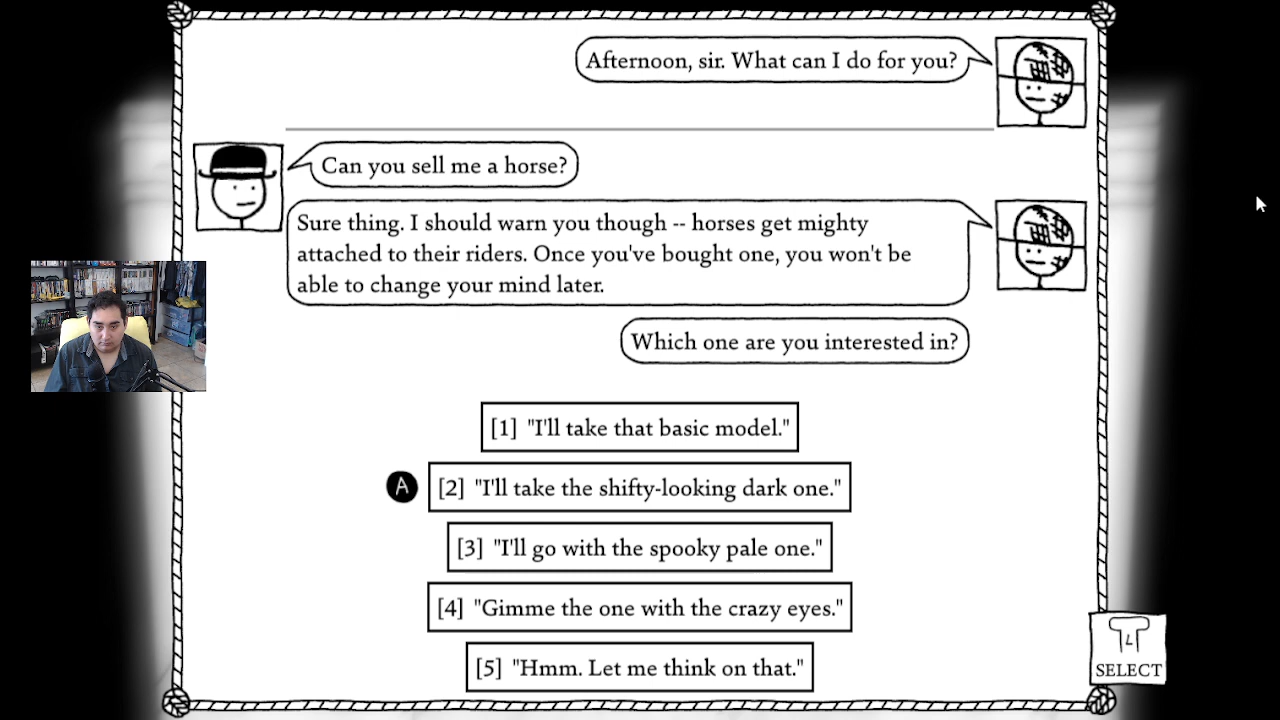 Afternoon, sir. What can I do for you?
Can you sell me a horse?
Sure thing. I should warn you though -- horses get mighty
attached to their riders. Once you've bought one, you won't be
able to change your mind later.
Which one are you interested in?
[1] "I'll take that basic model."
A [2] "I'll take the shifty-looking dark one."
[3] "I'll go with the spooky pale one."
[4] "Gimme the one with the crazy eyes."
[5] "Hmm. Let me think on that."
L
SELECT